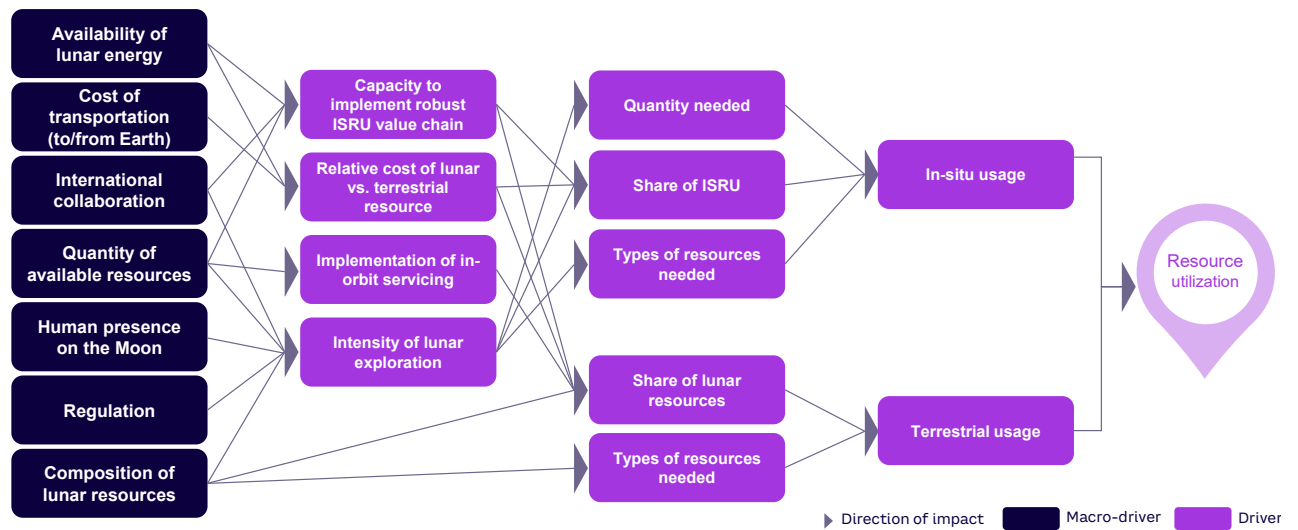 Availability of
lunar energy
Cost of
transportation
(to/from Earth)
International
collaboration
Quantity of
available resources
Human presence
on the Moon
Regulation
Composition of
lunar resources
Capacity to
implement robust
ISRU value chain
Relative cost of lunar
vs. terrestrial
resource
Implementation of in-
orbit servicing
Intensity of lunar
exploration
Quantity needed
Share of ISRU
Types of resources
needed
Share of lunar
resources
Types of resources
needed
In-situ usage
Terrestrial usage
Resource
utilization
Direction of impact
Macro-driver
Driver